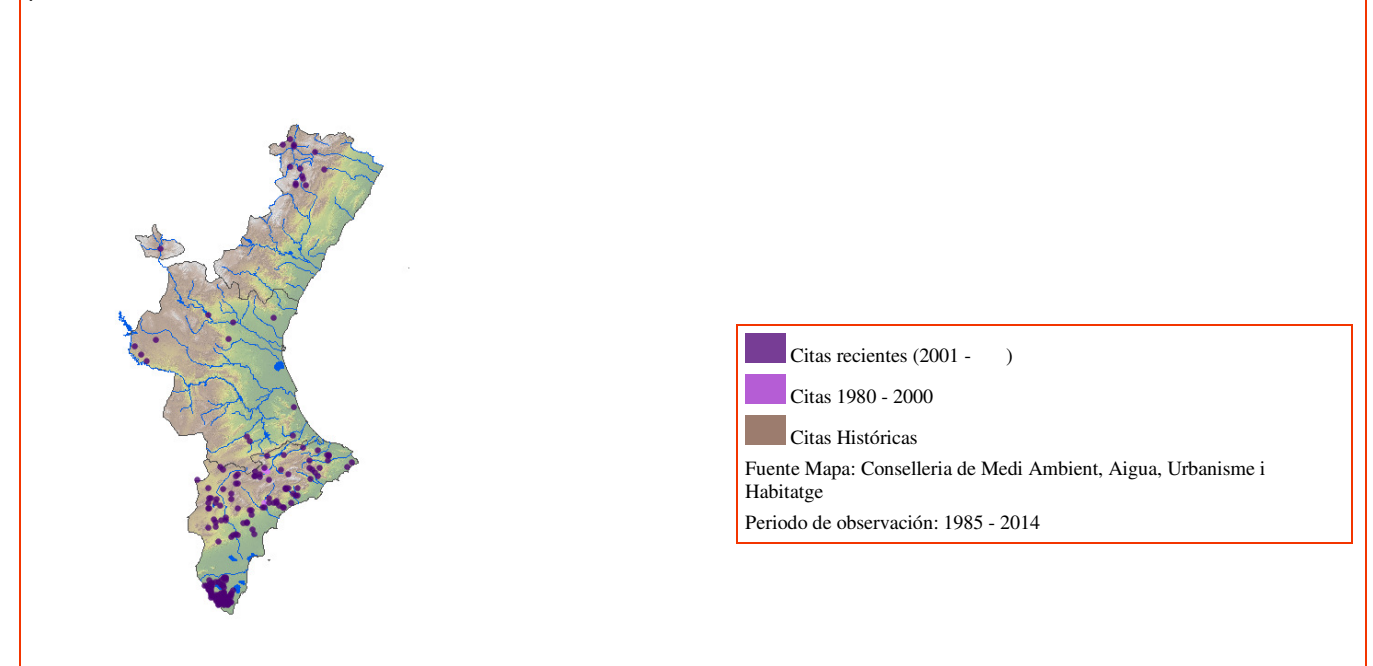 Citas recientes (2001 - )
Citas 1980 - 2000
Citas Históricas
Fuente Mapa: Conselleria de Medi Ambient, Aigua, Urbanisme i
Habitatge
Periodo de observación: 1985 - 2014